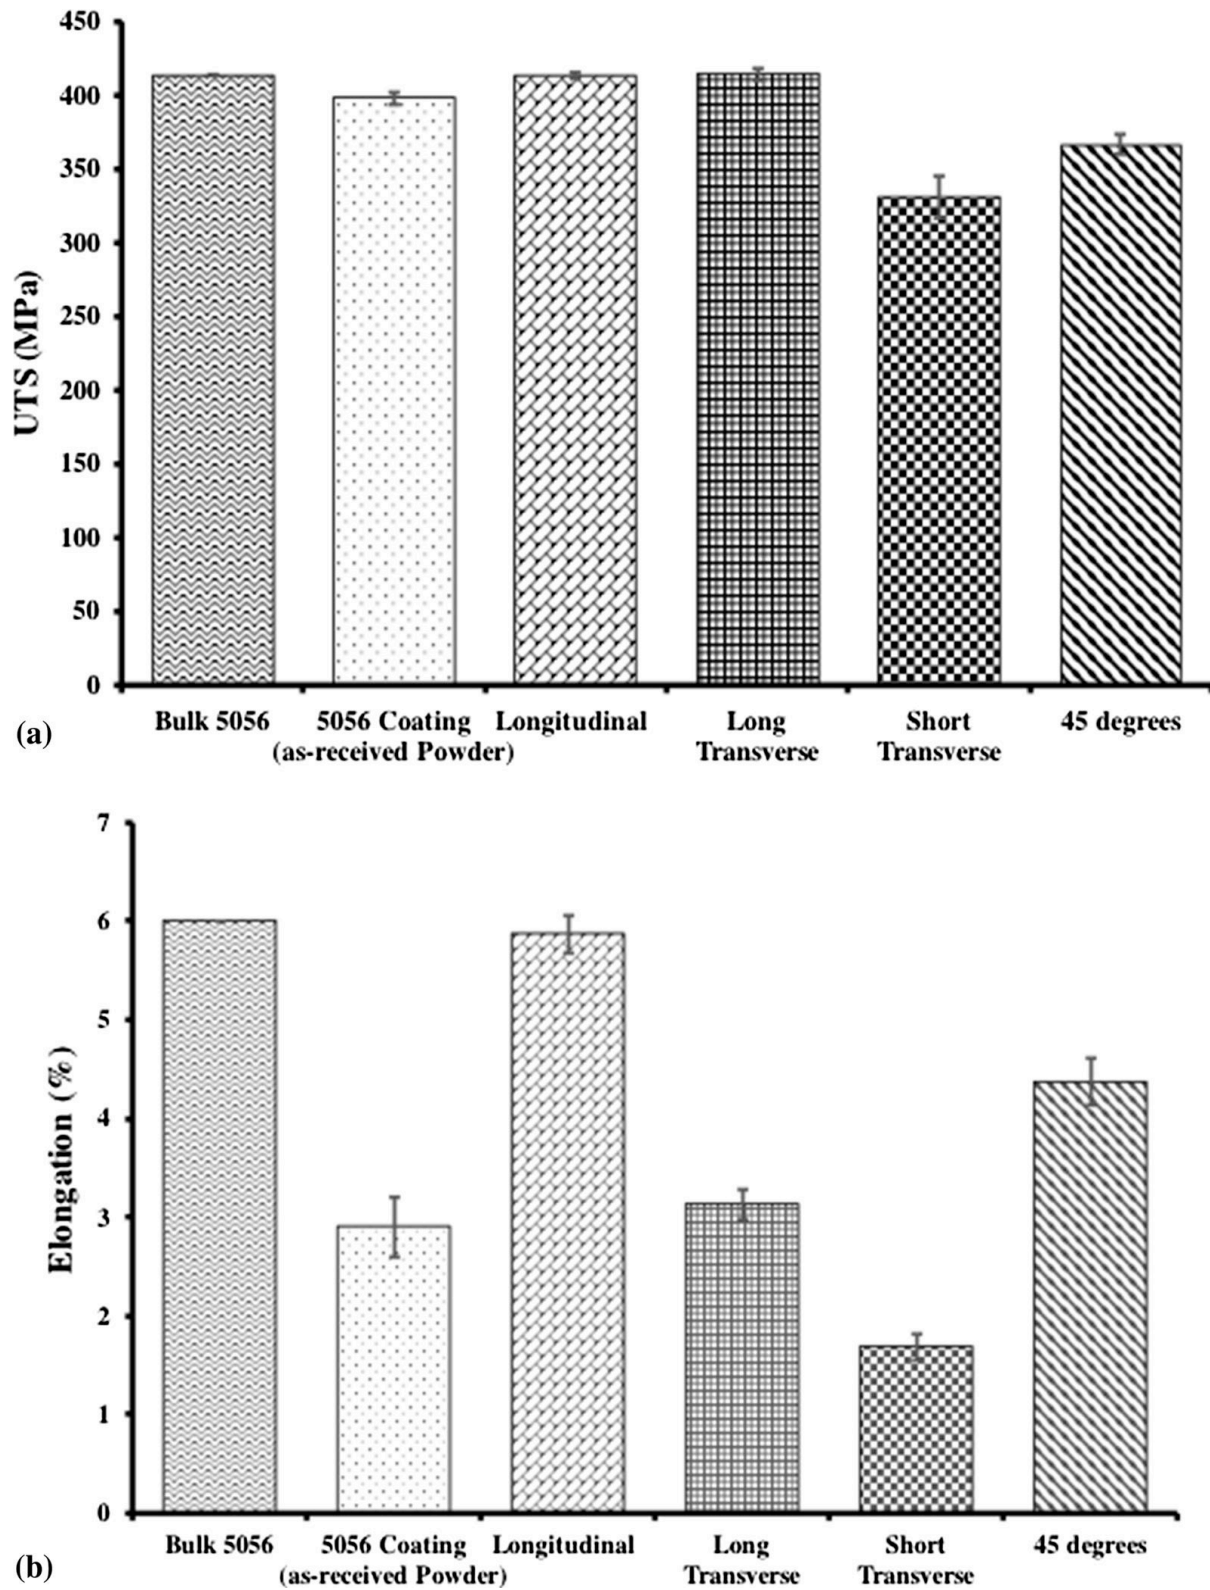 450
400
350
300
250
200
150
100
50
0
UTS (MPa)
Bulk 5056
5056 Coating
(as-received Powder)
Longitudinal
Long
Transverse
Short
Transverse
45 degrees
(a)
7
6
5
4
3
2
1
0
Elongation (%)
Bulk 5056
5056 Coating
(as-received Powder)
Longitudinal
Long
Transverse
Short
Transverse
45 degrees
(b)